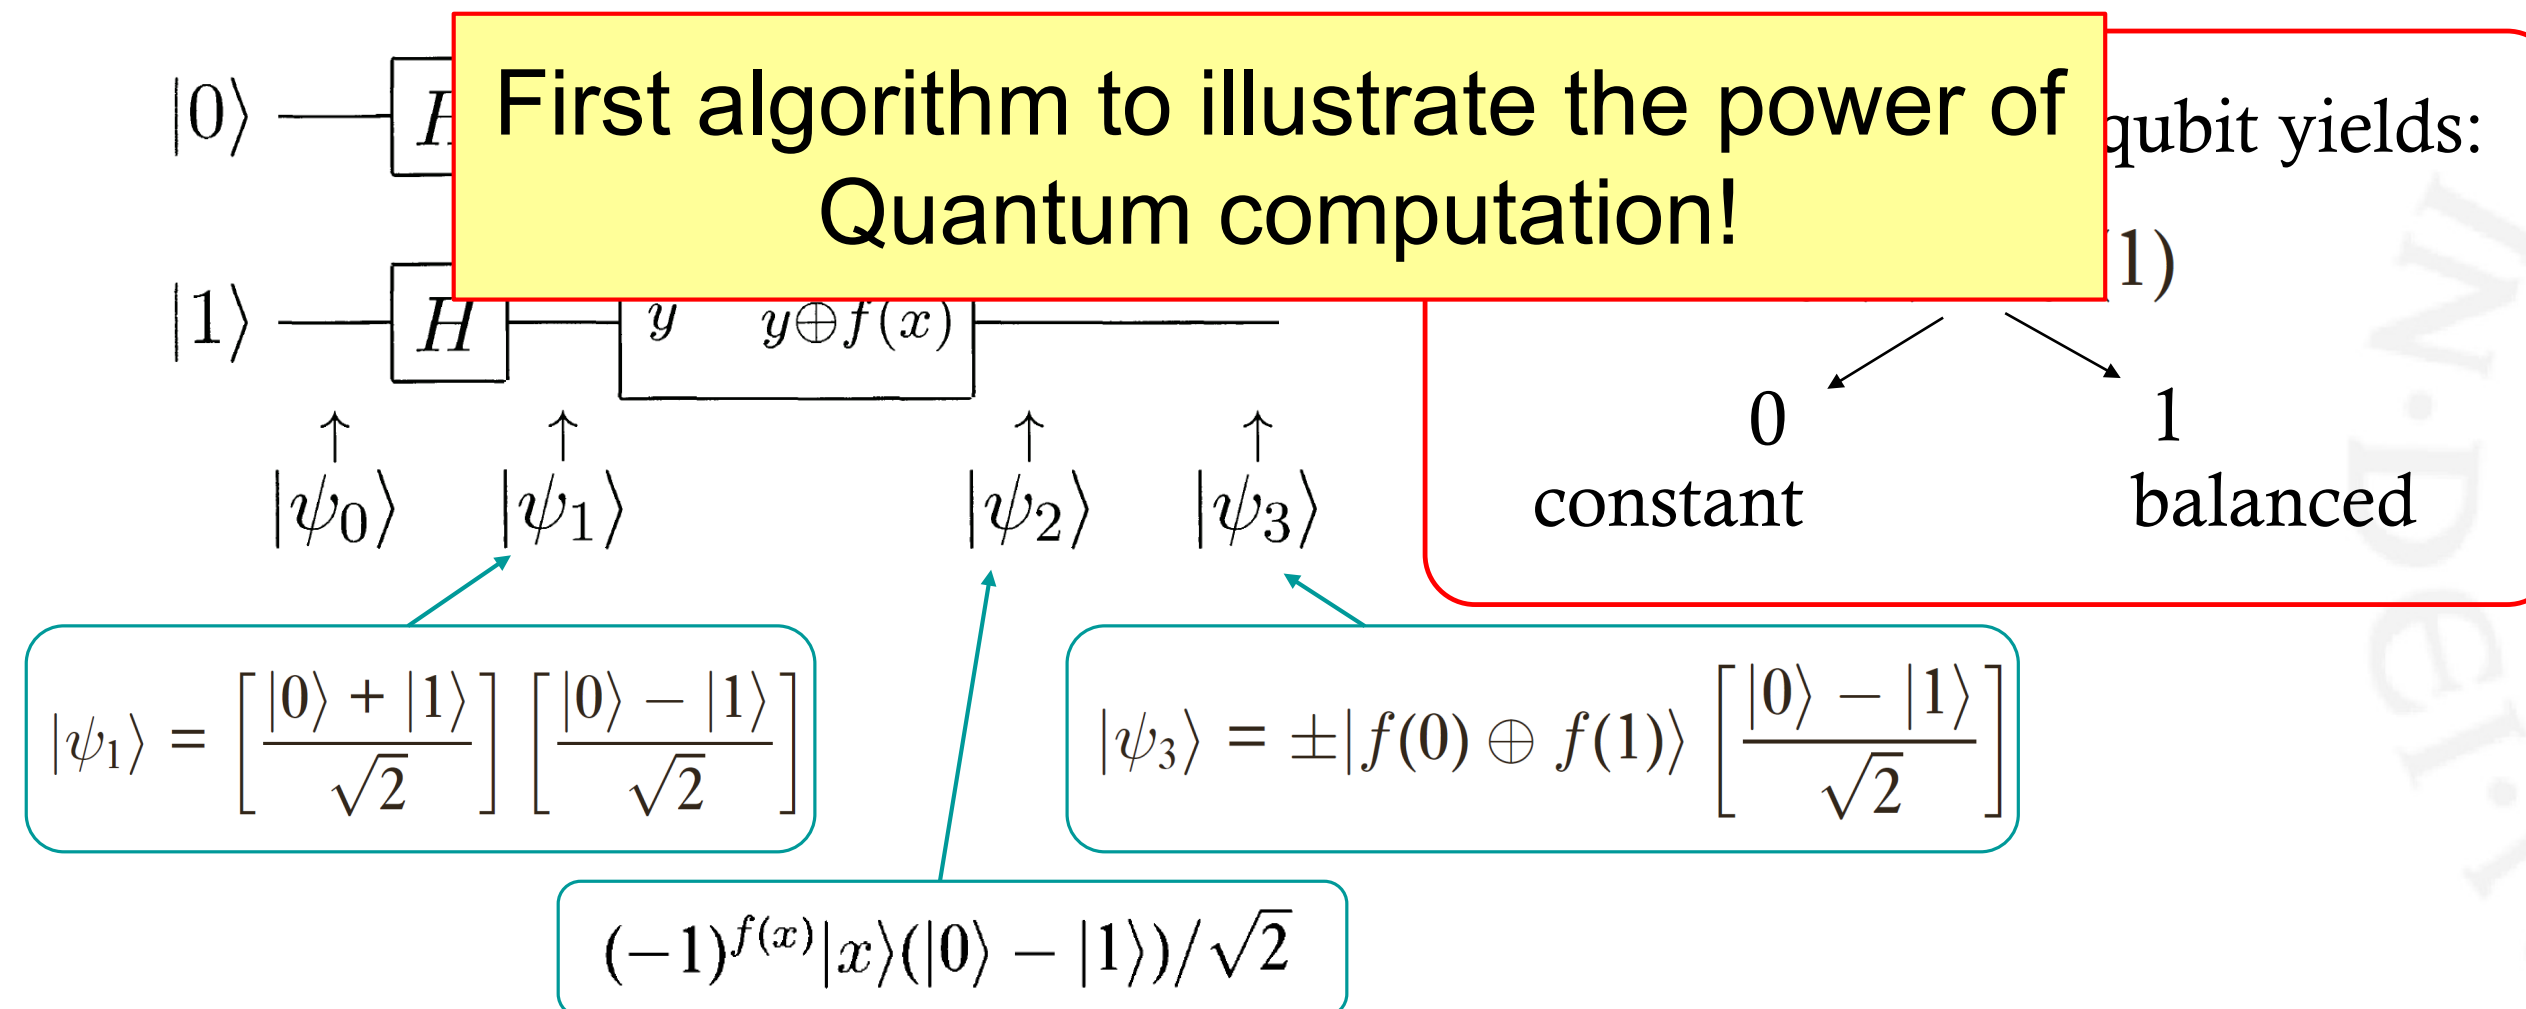 First algorithm to illustrate the power of
Quantum computation!
|0⟩ H
qubit yields:
1)
|1⟩ H y y⊕f(x)
0 1
constant balanced
|ψ₀⟩ |ψ₁⟩ |ψ₂⟩ |ψ₃⟩
|ψ₁⟩ = [(|0⟩ + |1⟩)/√2] [(|0⟩ − |1⟩)/√2]
|ψ₃⟩ = ±|f(0) ⊕ f(1)⟩ [(|0⟩ − |1⟩)/√2]
(−1)^{f(x)}|x⟩(|0⟩ − |1⟩)/√2